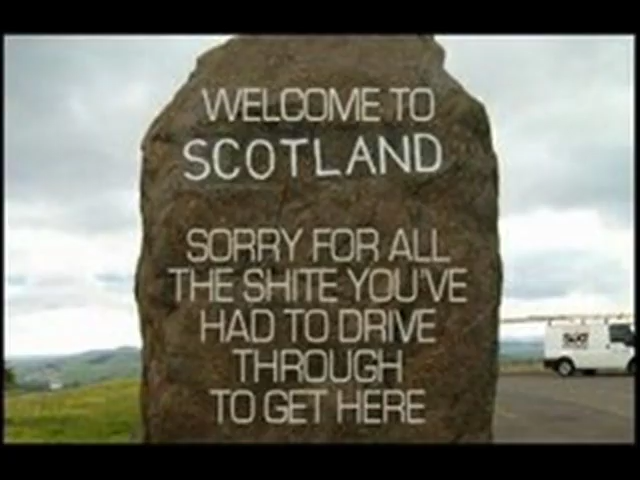 WELCOME TO
SCOTLAND
SORRY FOR ALL
THE SHITE YOU'VE
HAD TO DRIVE
THROUGH
TO GET HERE